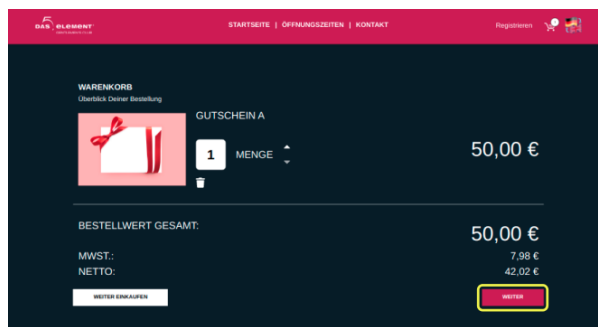 DAS 5. ELEMENT
STARTSEITE | ÖFFNUNGSZEITEN | KONTAKT
Registrieren
WARENKORB
Überblick Deiner Bestellung
GUTSCHEIN A
1 MENGE
50,00 €
BESTELLWERT GESAMT:
50,00 €
MWST.:
7,98 €
NETTO:
42,02 €
WEITER EINKAUFEN
WEITER